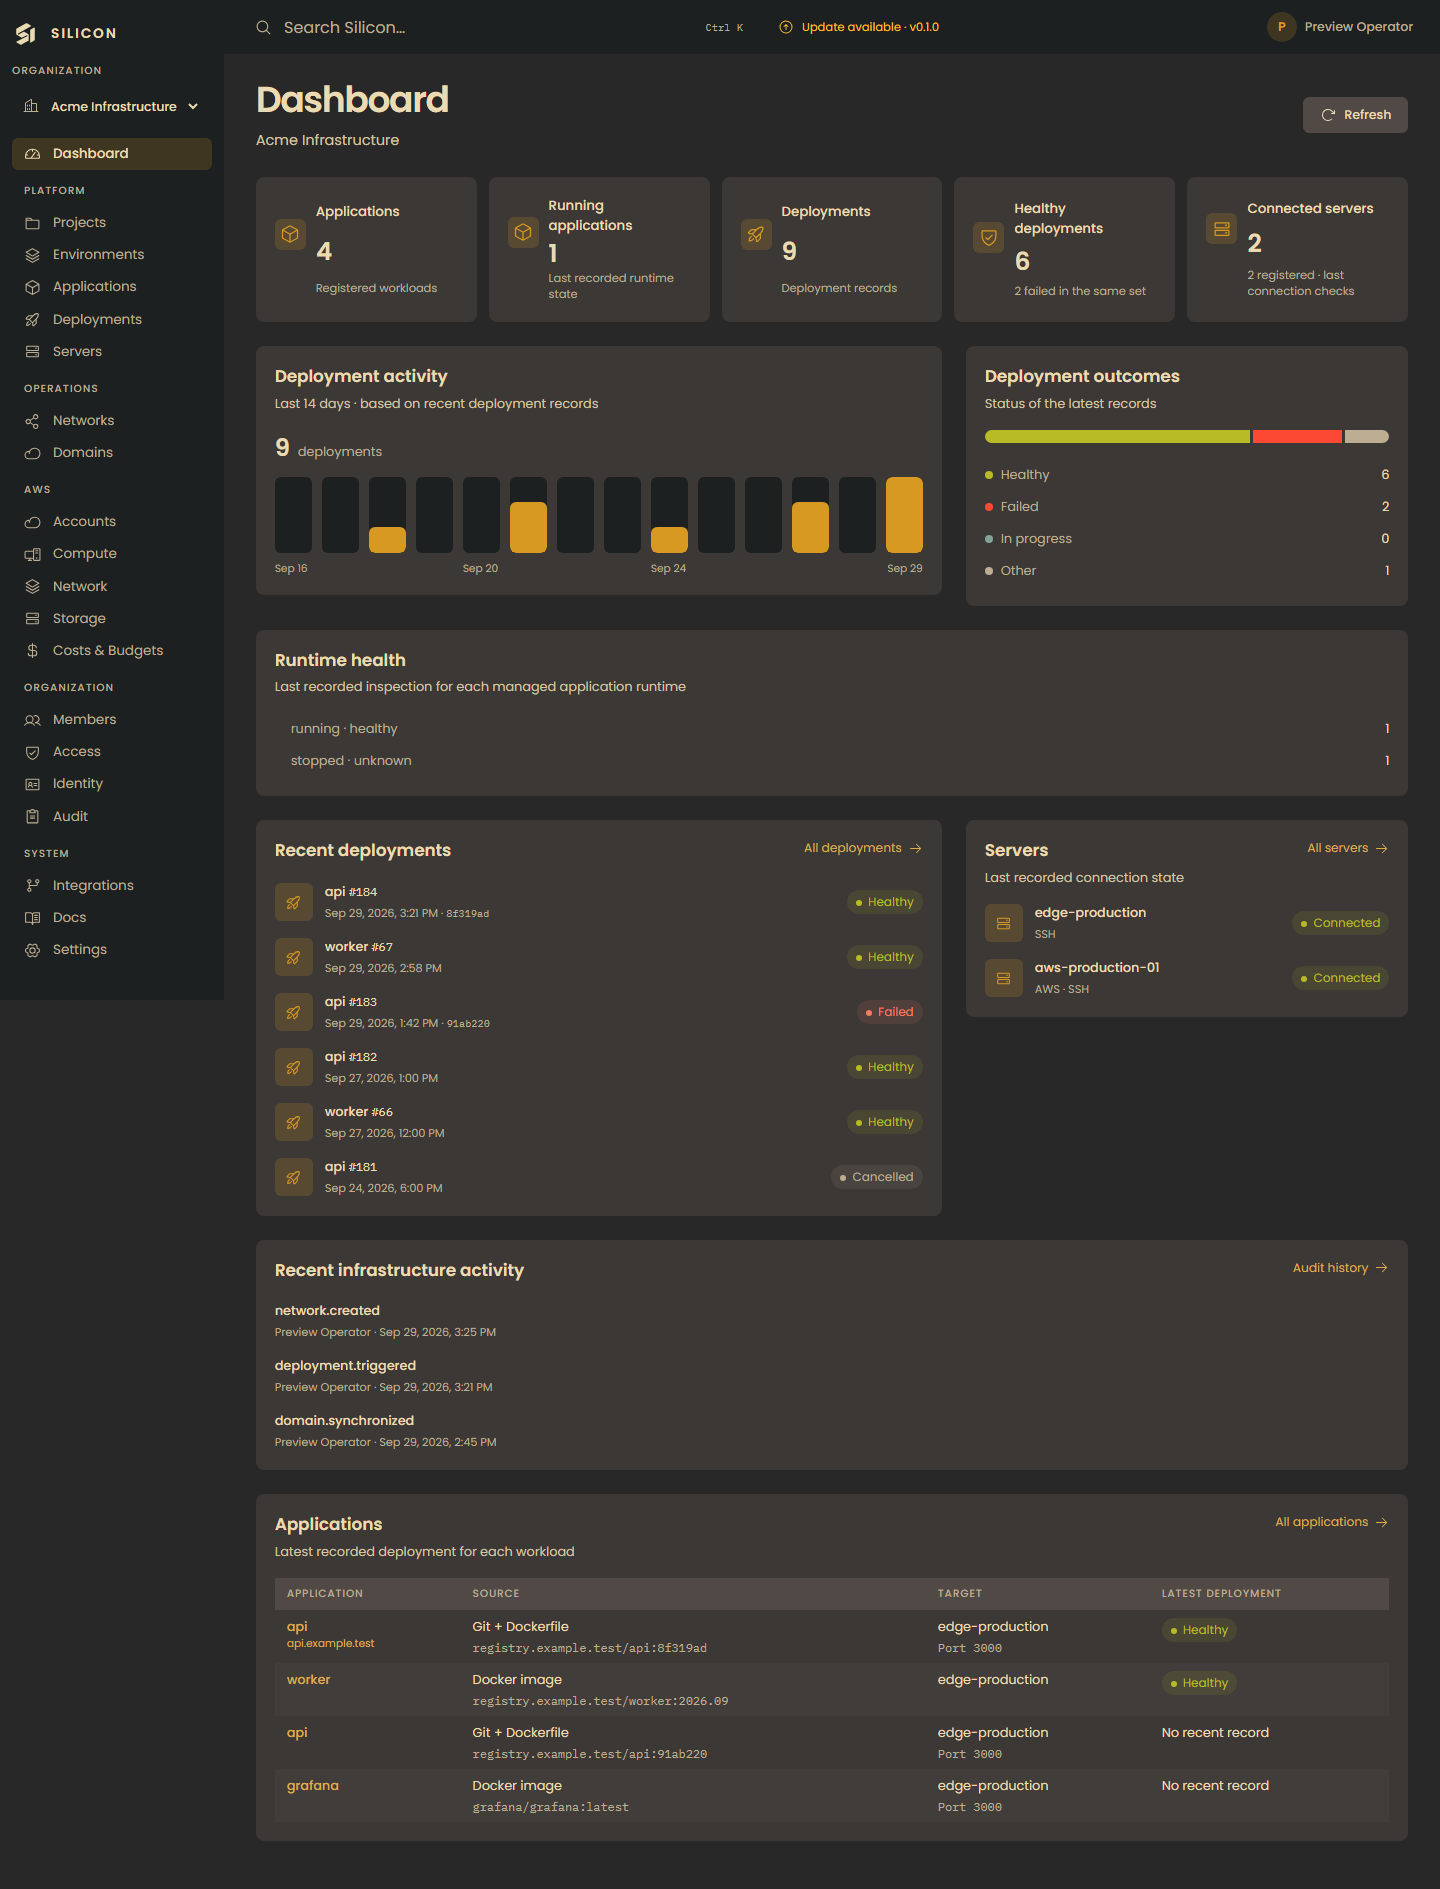 SILICON
ORGANIZATION
Acme Infrastructure
Dashboard
PLATFORM
Projects
Environments
Applications
Deployments
Servers
OPERATIONS
Networks
Domains
AWS
Accounts
Compute
Network
Storage
Costs & Budgets
ORGANIZATION
Members
Access
Identity
Audit
SYSTEM
Integrations
Docs
Settings
Search Silicon...
Ctrl K
Update available · v0.1.0
P
Preview Operator
Dashboard
Acme Infrastructure
Refresh
Applications
4
Registered workloads
Running
applications
1
Last recorded runtime
state
Deployments
9
Deployment records
Healthy
deployments
6
2 failed in the same set
Connected servers
2
2 registered · last
connection checks
Deployment activity
Last 14 days · based on recent deployment records
9 deployments
Sep 16
Sep 20
Sep 24
Sep 29
Deployment outcomes
Status of the latest records
Healthy 6
Failed 2
In progress 0
Other 1
Runtime health
Last recorded inspection for each managed application runtime
running · healthy 1
stopped · unknown 1
Recent deployments
All deployments →
api #184
Sep 29, 2026, 3:21 PM · 8f319ad
Healthy
worker #67
Sep 29, 2026, 2:58 PM
Healthy
api #183
Sep 29, 2026, 1:42 PM · 91ab220
Failed
api #182
Sep 27, 2026, 1:00 PM
Healthy
worker #66
Sep 27, 2026, 12:00 PM
Healthy
api #181
Sep 24, 2026, 6:00 PM
Cancelled
Servers
All servers →
Last recorded connection state
edge-production
SSH
Connected
aws-production-01
AWS · SSH
Connected
Recent infrastructure activity
Audit history →
network.created
Preview Operator · Sep 29, 2026, 3:25 PM
deployment.triggered
Preview Operator · Sep 29, 2026, 3:21 PM
domain.synchronized
Preview Operator · Sep 29, 2026, 2:45 PM
Applications
All applications →
Latest recorded deployment for each workload
APPLICATION SOURCE TARGET LATEST DEPLOYMENT
api Git + Dockerfile edge-production Healthy
api.example.test registry.example.test/api:8f319ad Port 3000
worker Docker image edge-production Healthy
registry.example.test/worker:2026.09
api Git + Dockerfile edge-production No recent record
registry.example.test/api:91ab220 Port 3000
grafana Docker image edge-production No recent record
grafana/grafana:latest Port 3000